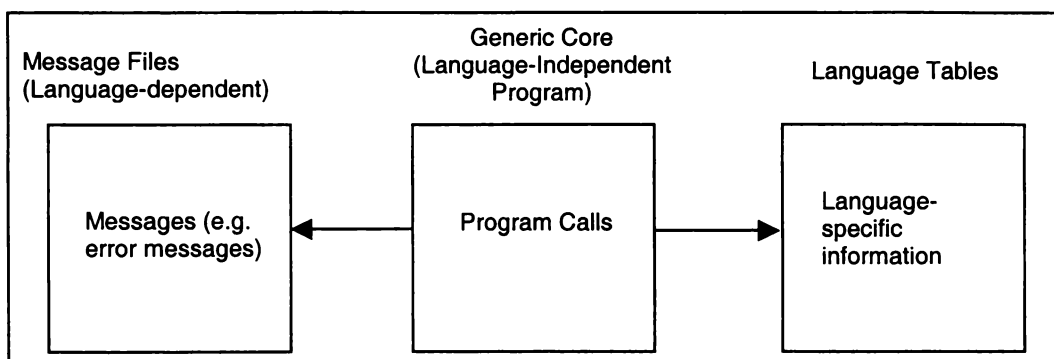 Message Files
(Language-dependent)
Generic Core
(Language-Independent
Program)
Language Tables
Messages (e.g.
error messages)
Program Calls
Language-
specific
information